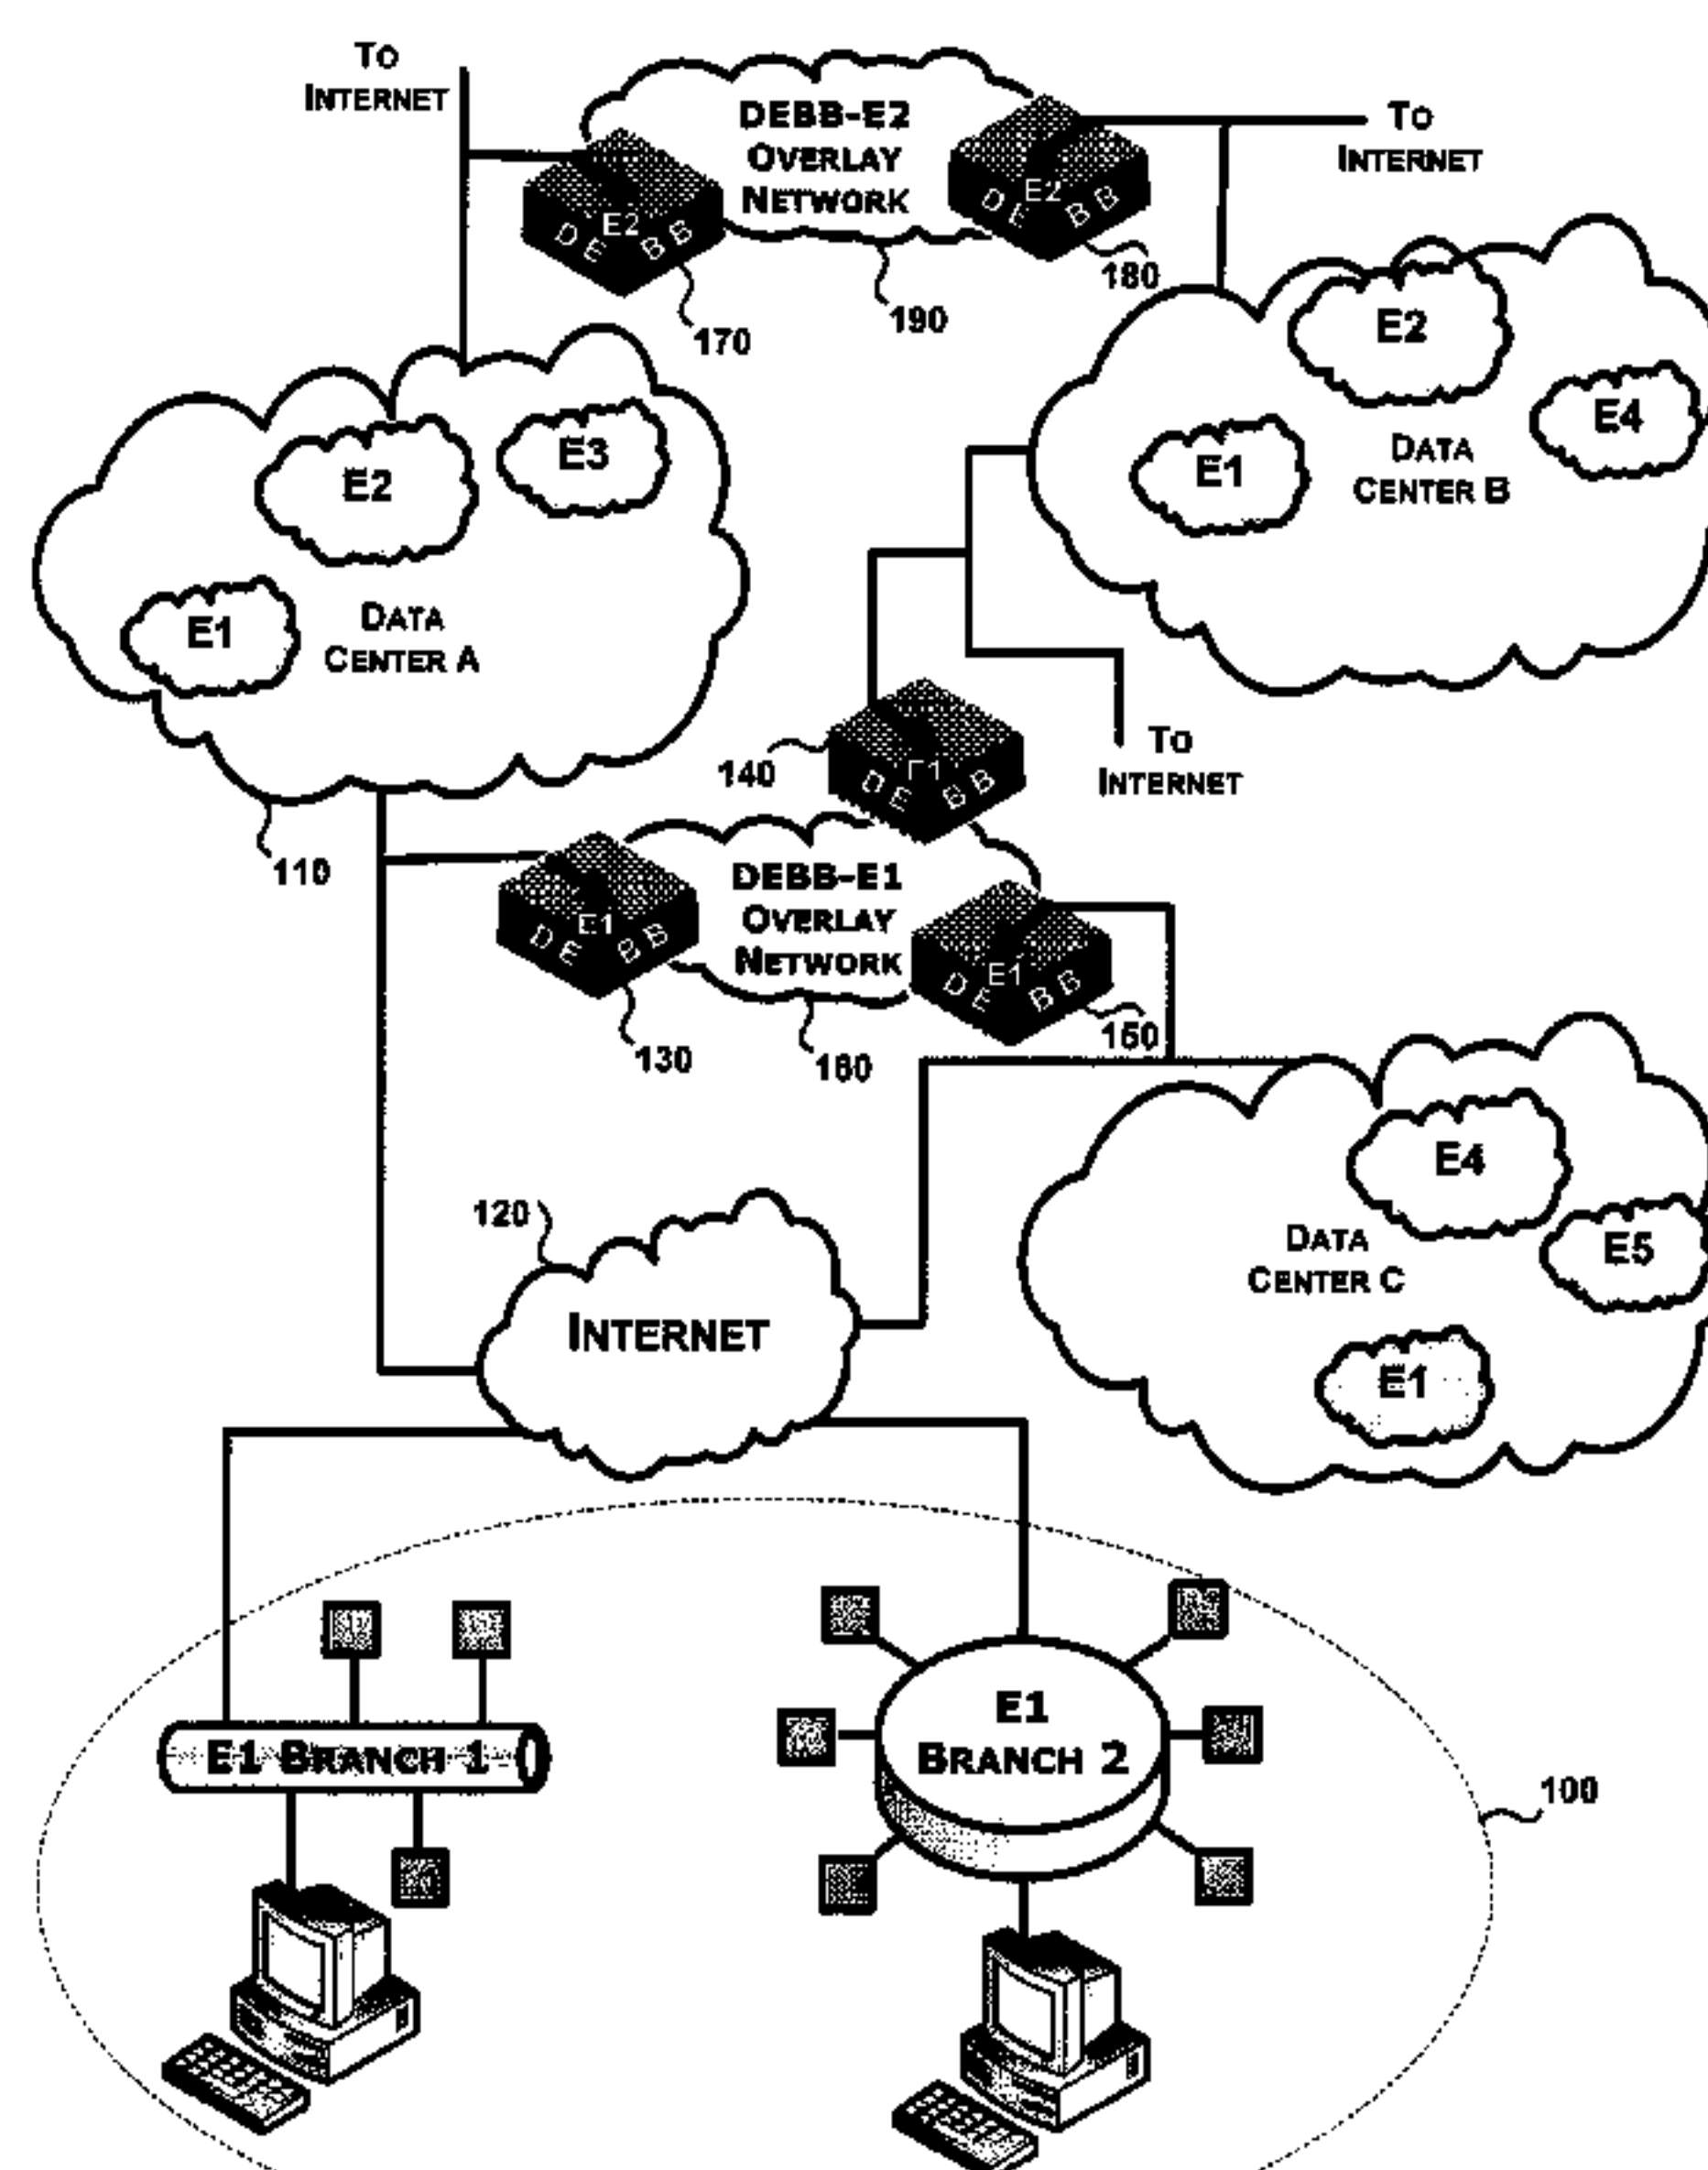 TO
INTERNET
DEBB-E2
OVERLAY
NETWORK
TO
INTERNET
E2
DE BB
E2
DE BB
180
190
170
E2
E4
E1
DATA
CENTER B
E3
E2
E1
DATA
CENTER A
TO
INTERNET
140
E1
DE BB
110
DEBB-E1
OVERLAY
NETWORK
E1
DE BB
E1
DE BB
130
160
150
E4
E5
DATA
CENTER C
E1
120
INTERNET
E1 BRANCH 1
E1
BRANCH 2
100